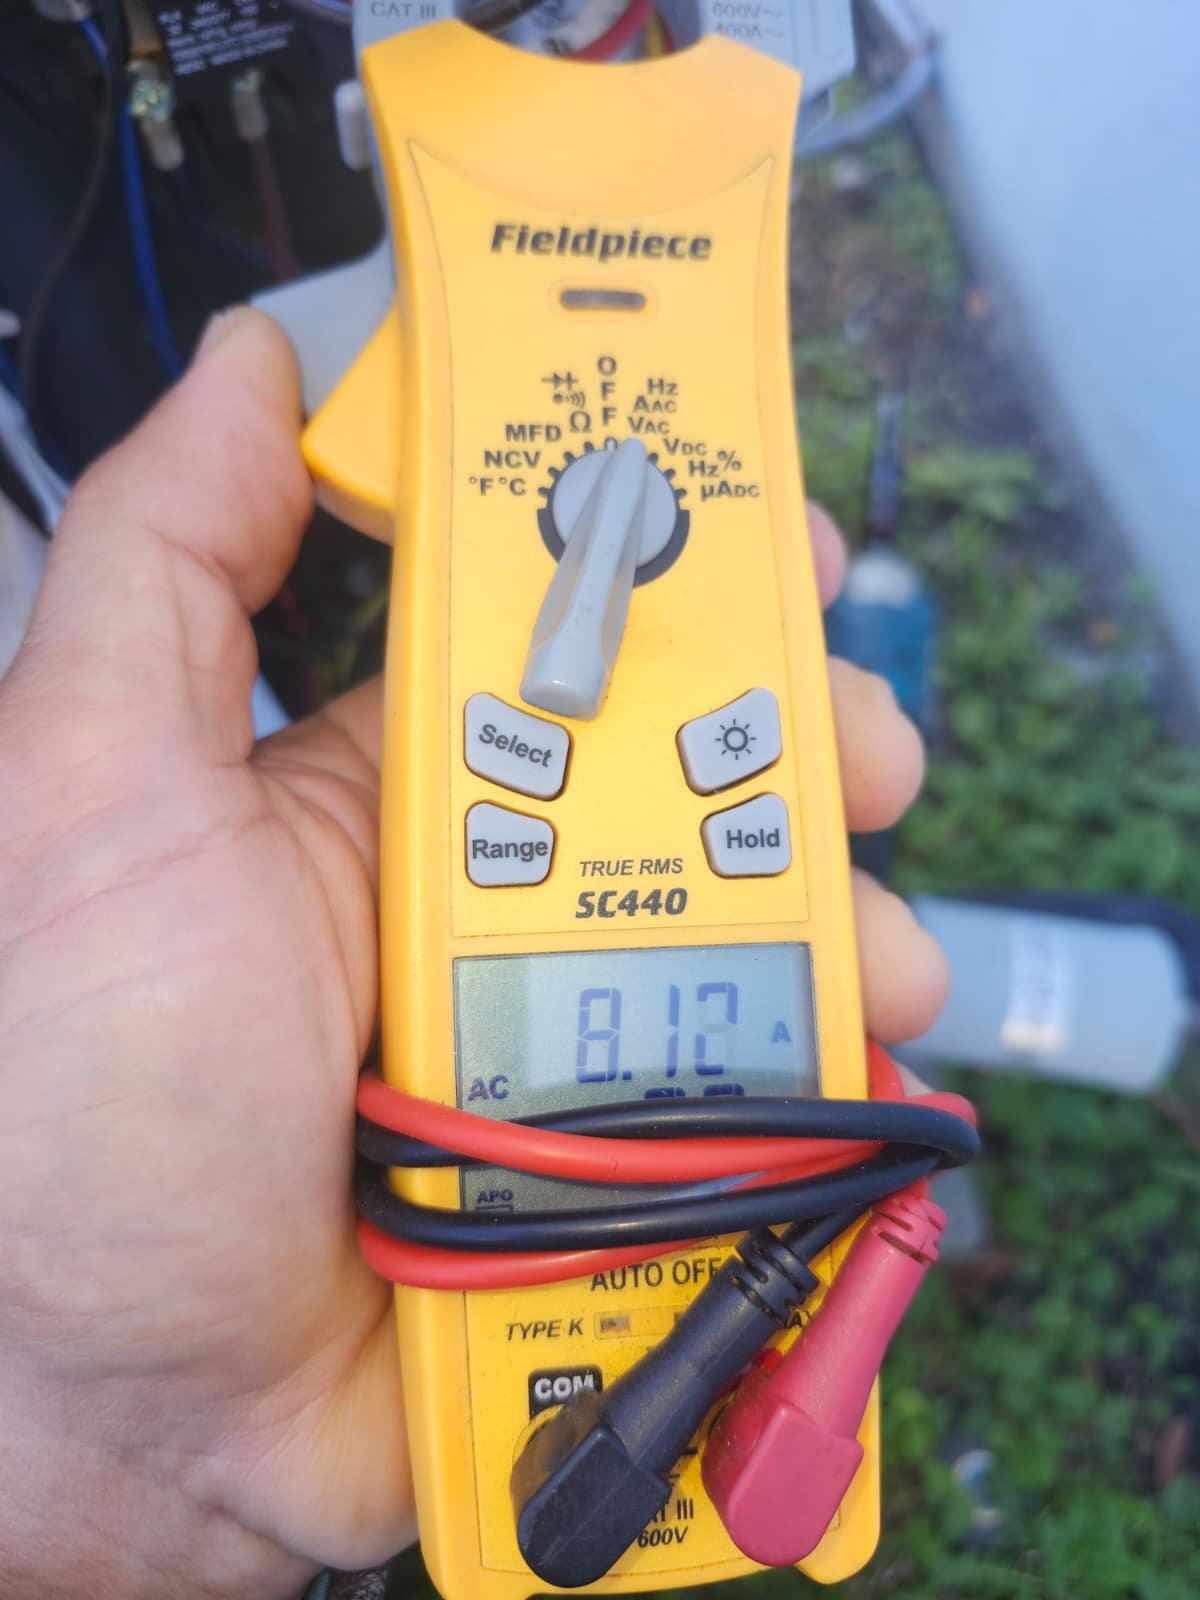 CAT.III
600V~
400A~
Fieldpiece
O
F
F
Hz
AAC
VAC
Ω
MFD
VDC
NCV
Hz%
°F°C
μADC
Select
Range
Hold
TRUE RMS
SC440
8.12 A
AC
APO
AUTO OFF
TYPE K
COM
III
600V